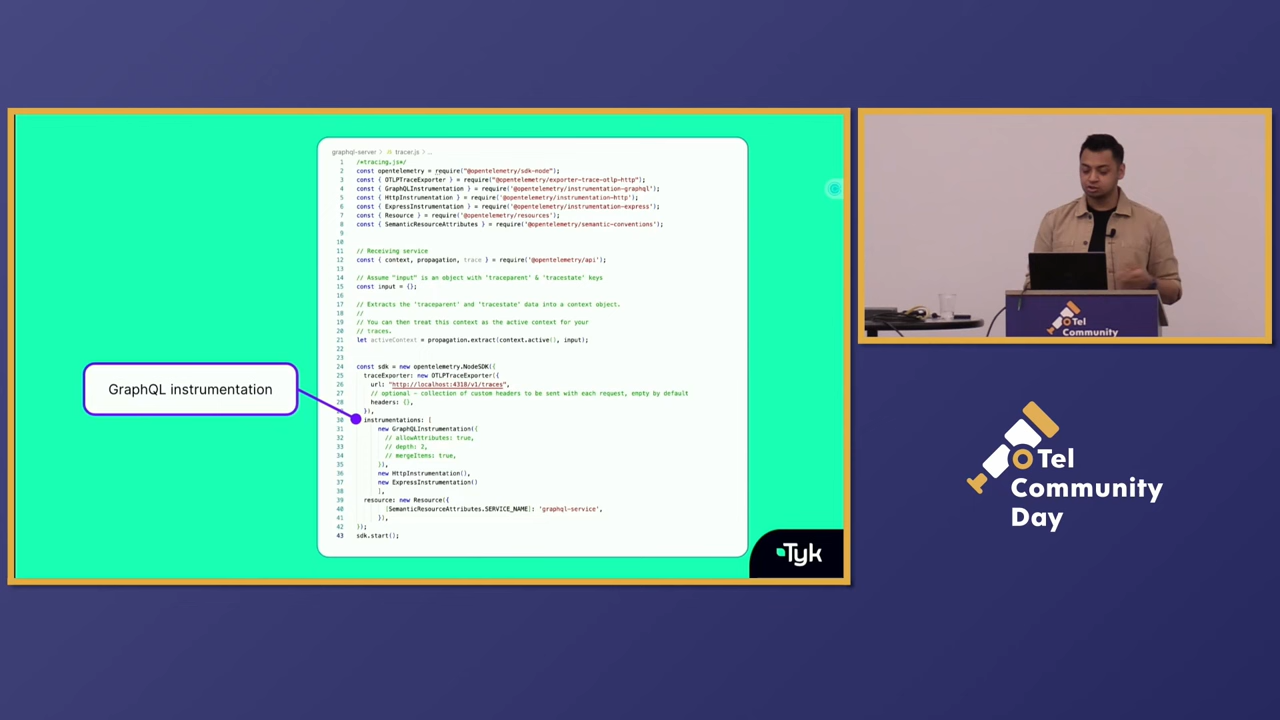 graphql-server > tracer.js > ...
1 /*tracing.js*/
2 const opentelemetry = require("@opentelemetry/sdk-node");
3 const { OTLPTraceExporter } = require("@opentelemetry/exporter-trace-otlp-http");
4 const { GraphQLInstrumentation } = require('@opentelemetry/instrumentation-graphql');
5 const { HttpInstrumentation } = require('@opentelemetry/instrumentation-http');
6 const { ExpressInstrumentation } = require('@opentelemetry/instrumentation-express');
7 const { Resource } = require('@opentelemetry/resources');
8 const { SemanticResourceAttributes } = require('@opentelemetry/semantic-conventions');
9
10
11 // Receiving service
12 const { context, propagation, trace } = require('@opentelemetry/api');
13
14 // Assume "input" is an object with 'traceparent' & 'tracestate' keys
15 const input = {};
16
17 // Extracts the 'traceparent' and 'tracestate' data into a context object.
18 //
19 // You can then treat this context as the active context for your
20 // traces.
21 let activeContext = propagation.extract(context.active(), input);
22
23
24 const sdk = new opentelemetry.NodeSDK({
25 traceExporter: new OTLPTraceExporter({
26 url: "http://localhost:4318/v1/traces",
27 // optional - collection of custom headers to be sent with each request, empty by default
28 headers: {},
29 }),
30 instrumentations: [
31 new GraphQLInstrumentation({
32 // allowAttributes: true,
33 // depth: 2,
34 // mergeItems: true,
35 }),
36 new HttpInstrumentation(),
37 new ExpressInstrumentation()
38 ],
39 resource: new Resource({
40 [SemanticResourceAttributes.SERVICE_NAME]: 'graphql-service',
41 }),
42 });
43 sdk.start();
GraphQL instrumentation
Tyk
OTel
Community
OTel
Community
Day